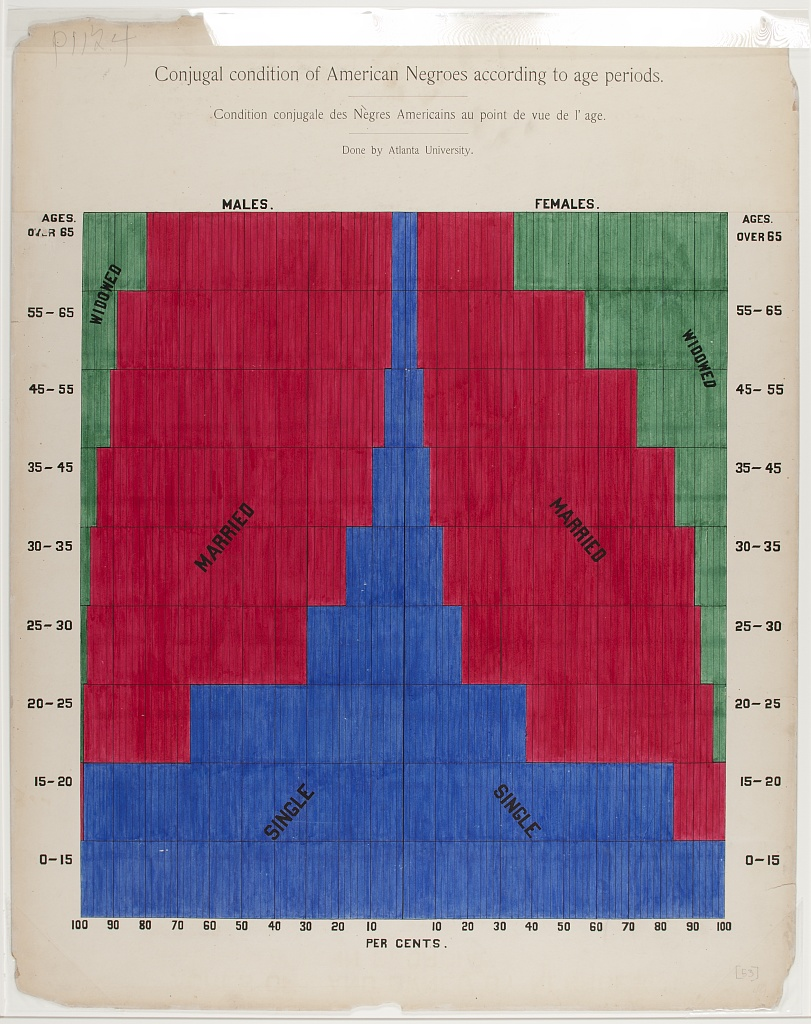 P1124
Conjugal condition of American Negroes according to age periods.
Condition conjugale des Nègres Americains au point de vue de l' age.
Done by Atlanta University.
MALES. FEMALES.
AGES. AGES.
OVER 65 OVER 65
WIDOWED
55 – 65 55 – 65
WIDOWED
45 – 55 45 – 55
35 – 45 35 – 45
MARRIED MARRIED
30 – 35 30 – 35
25 – 30 25 – 30
20 – 25 20 – 25
15 – 20 15 – 20
SINGLE SINGLE
0 – 15 0 – 15
100 90 80 70 60 50 40 30 20 10 10 20 30 40 50 60 70 80 90 100
PER CENTS.
[53]